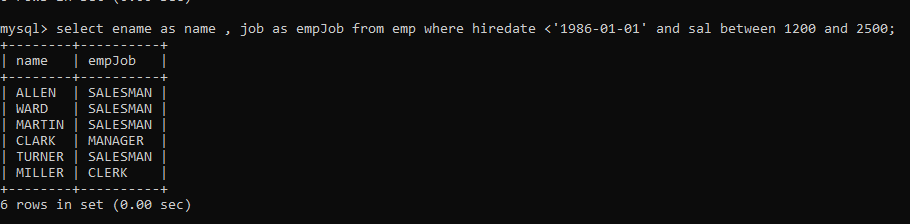 mysql> select ename as name , job as empJob from emp where hiredate <'1986-01-01' and sal between 1200 and 2500;
+--------+----------+
| name   | empJob   |
+--------+----------+
| ALLEN  | SALESMAN |
| WARD   | SALESMAN |
| MARTIN | SALESMAN |
| CLARK  | MANAGER  |
| TURNER | SALESMAN |
| MILLER | CLERK    |
+--------+----------+
6 rows in set (0.00 sec)